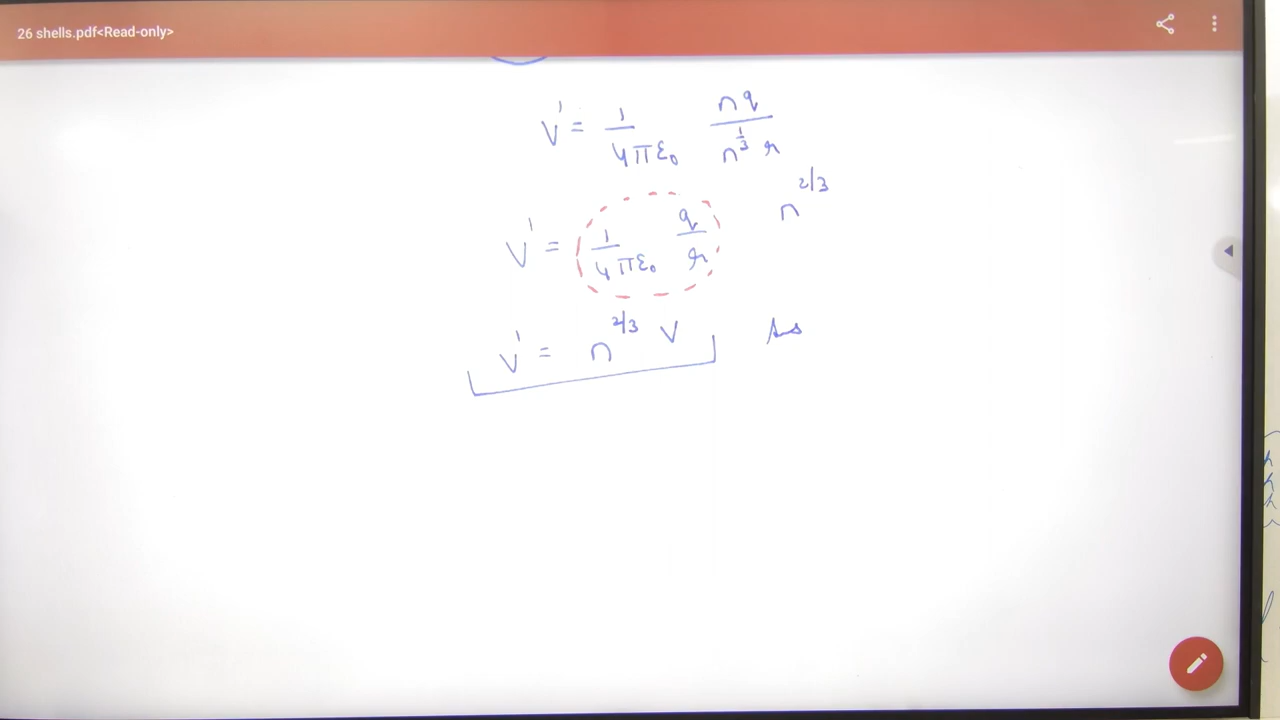 26 shells.pdf<Read-only>
V' = 1/4πε₀ nq/n^1/3 r
V' = 1/4πε₀ q/r n^2/3
V' = n^2/3 V Ans